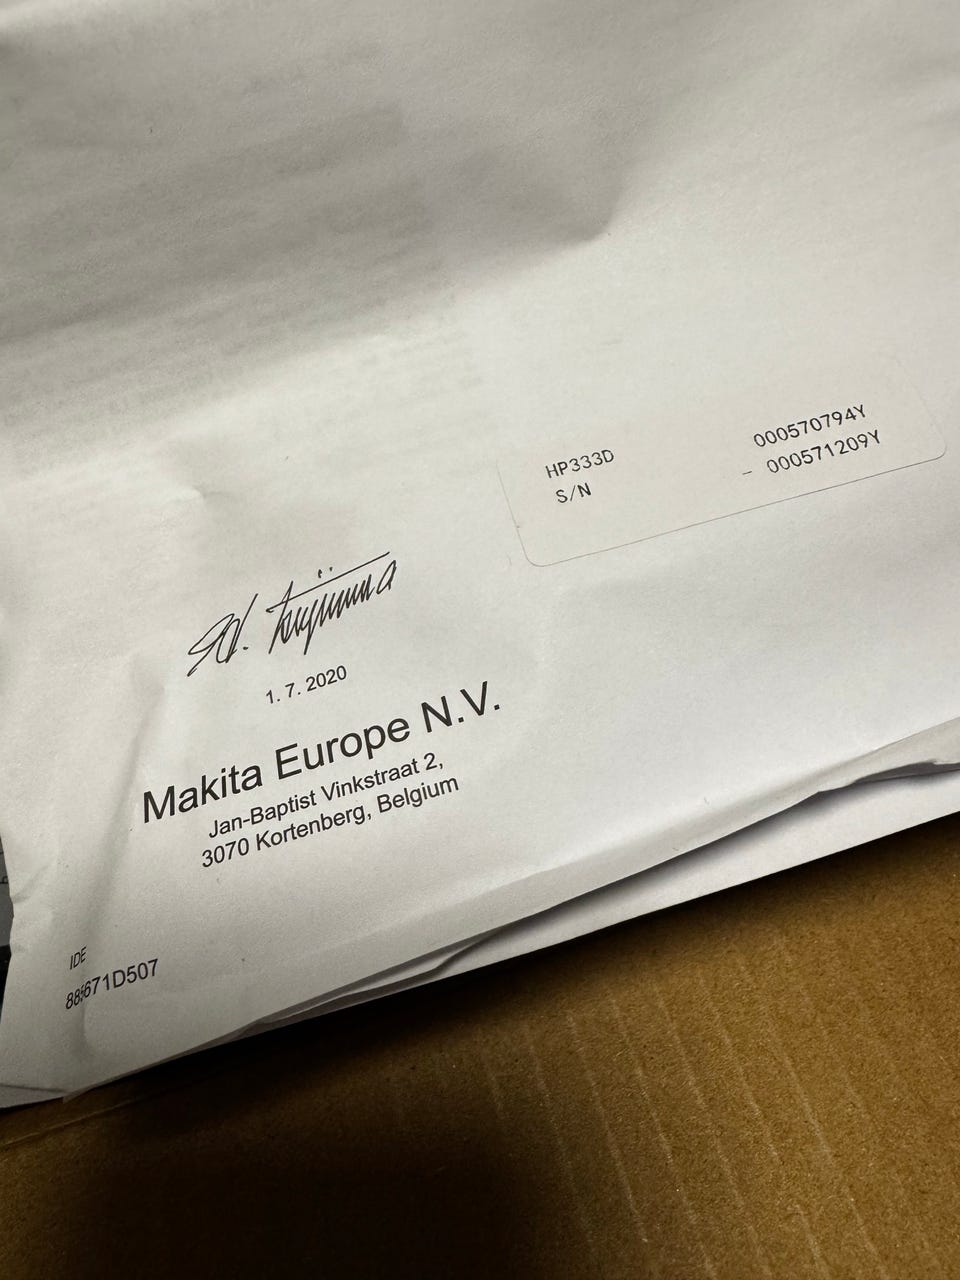 HP333D 000570794Y
S/N - 000571209Y
1. 7. 2020
Makita Europe N.V.
Jan-Baptist Vinkstraat 2,
3070 Kortenberg, Belgium
IDE